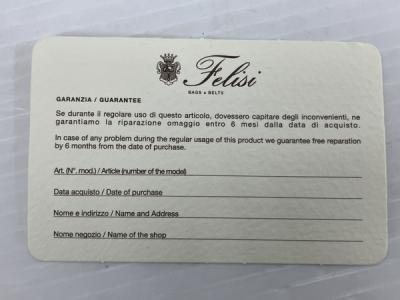 Felisi
BAGS & BELTS
GARANZIA / GUARANTEE
Se durante il regolare uso di questo articolo, dovessero capitare degli inconvenienti, ne
garantiamo la riparazione omaggio entro 6 mesi dalla data di acquisto.
In case of any problem during the regular usage of this product we guarantee free reparation
by 6 months from the date of purchase.
Art. (N°. mod.) / Article (number of the model)
Data acquisto / Date of purchase
Nome e indirizzo / Name and Address
Nome negozio / Name of the shop